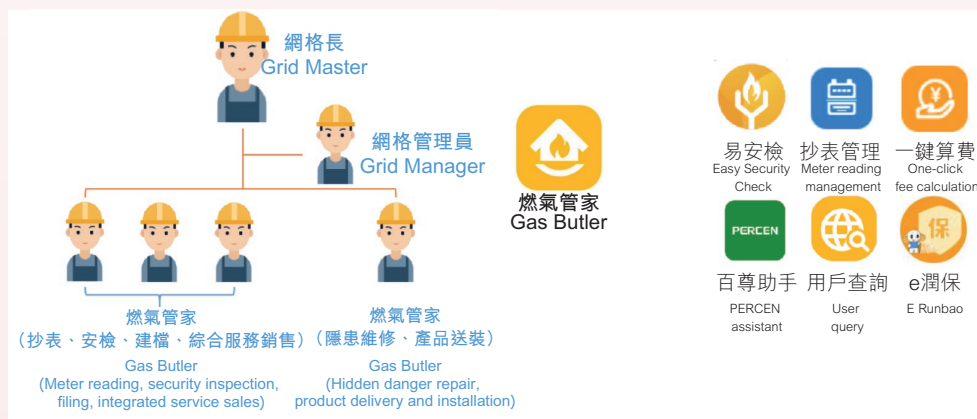 網格長
Grid Master
網格管理員
Grid Manager
燃氣管家
Gas Butler
燃氣管家
（抄表、安檢、建檔、綜合服務銷售）
Gas Butler
(Meter reading, security inspection,
filing, integrated service sales)
燃氣管家
（隱患維修、產品送裝）
Gas Butler
(Hidden danger repair,
product delivery and installation)
易安檢
Easy Security
Check
抄表管理
Meter reading
management
¥
一鍵算費
One-click
fee calculation
PERCEN
百尊助手
PERCEN
assistant
用戶查詢
User
query
保
e潤保
E Runbao